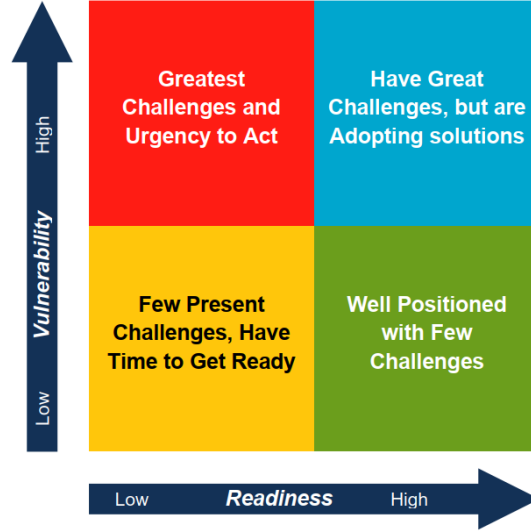 Greatest
Challenges and
Urgency to Act
Have Great
Challenges, but are
Adopting solutions
High
Vulnerability
Low
Few Present
Challenges, Have
Time to Get Ready
Well Positioned
with Few
Challenges
Low
Readiness
High